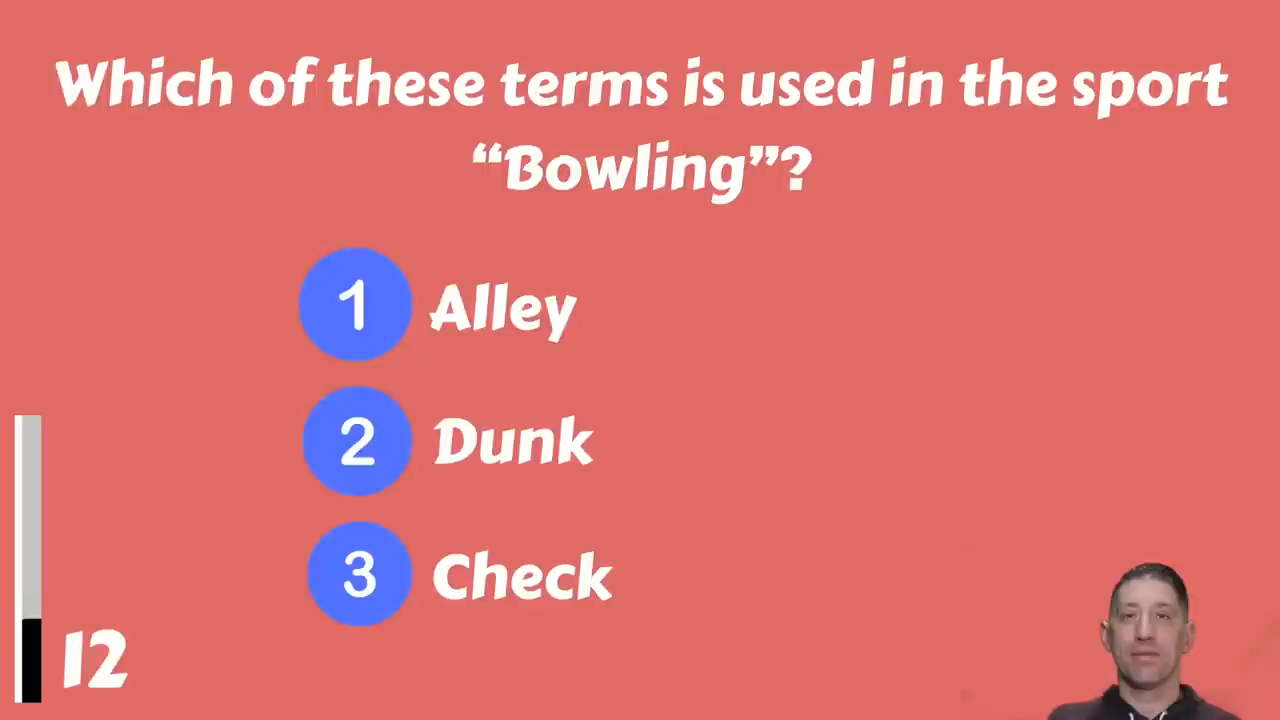 Which of these terms is used in the sport
“Bowling”?
1 Alley
2 Dunk
3 Check
12